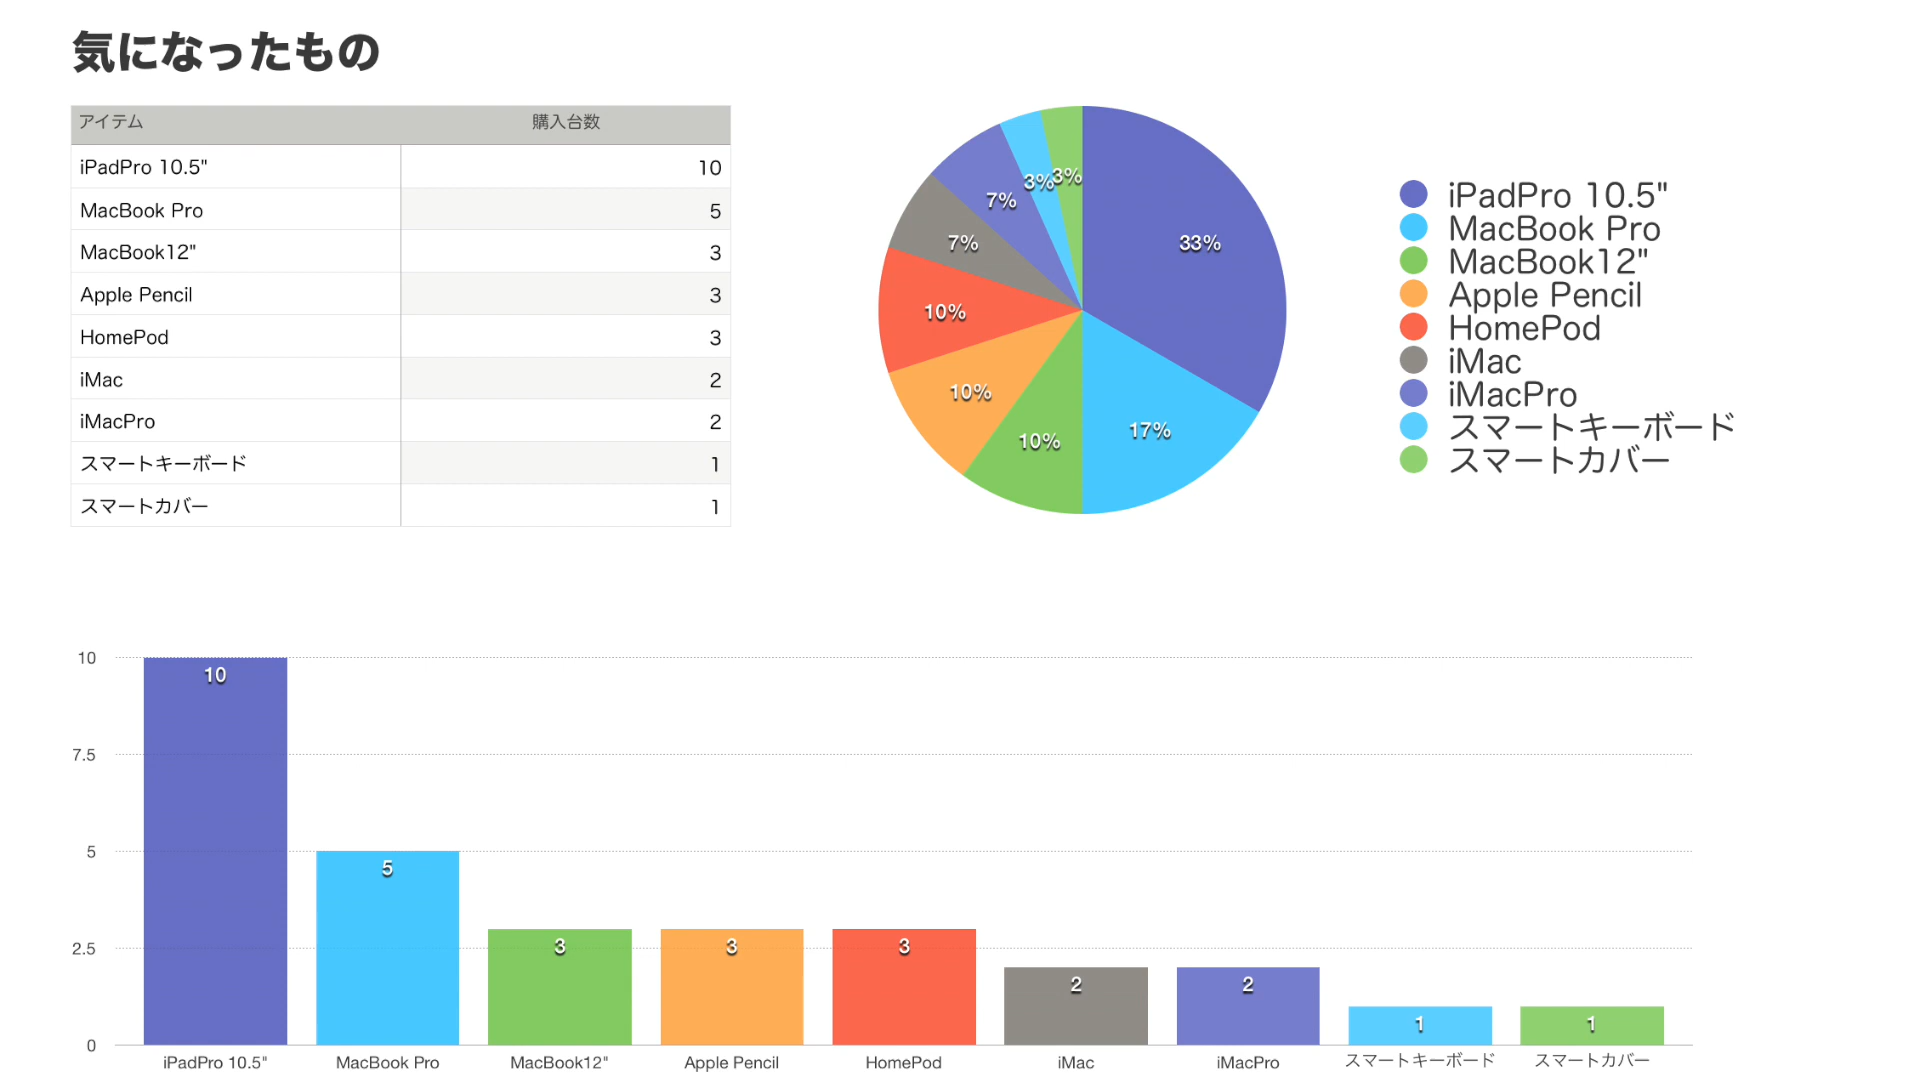 気になったもの
アイテム 購入台数
iPadPro 10.5" 10
MacBook Pro 5
MacBook12" 3
Apple Pencil 3
HomePod 3
iMac 2
iMacPro 2
スマートキーボード 1
スマートカバー 1
33%
17%
10%
10%
10%
7%
7%
3%
3%
iPadPro 10.5"
MacBook Pro
MacBook12"
Apple Pencil
HomePod
iMac
iMacPro
スマートキーボード
スマートカバー
10
7.5
5
2.5
0
10 5 3 3 3 2 2 1 1
iPadPro 10.5" MacBook Pro MacBook12" Apple Pencil HomePod iMac iMacPro スマートキーボード スマートカバー